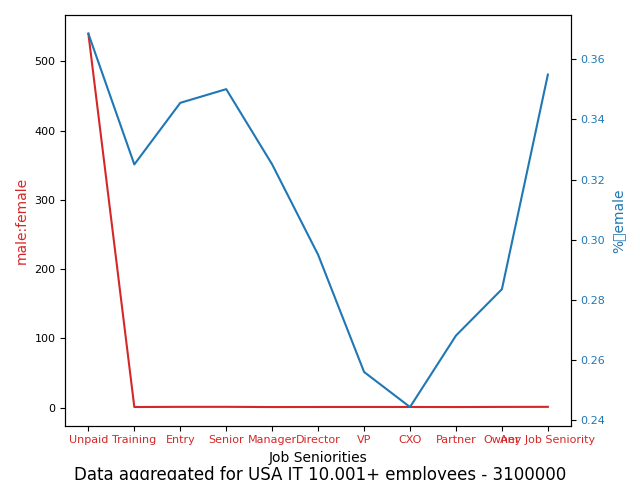 500
400
300
200
100
0
male:female
0.36
0.34
0.32
0.30
0.28
0.26
0.24
%▯emale
Unpaid Training Entry Senior Manager Director VP CXO Partner Owner Any Job Seniority
Job Seniorities
Data aggregated for USA IT 10,001+ employees - 3100000